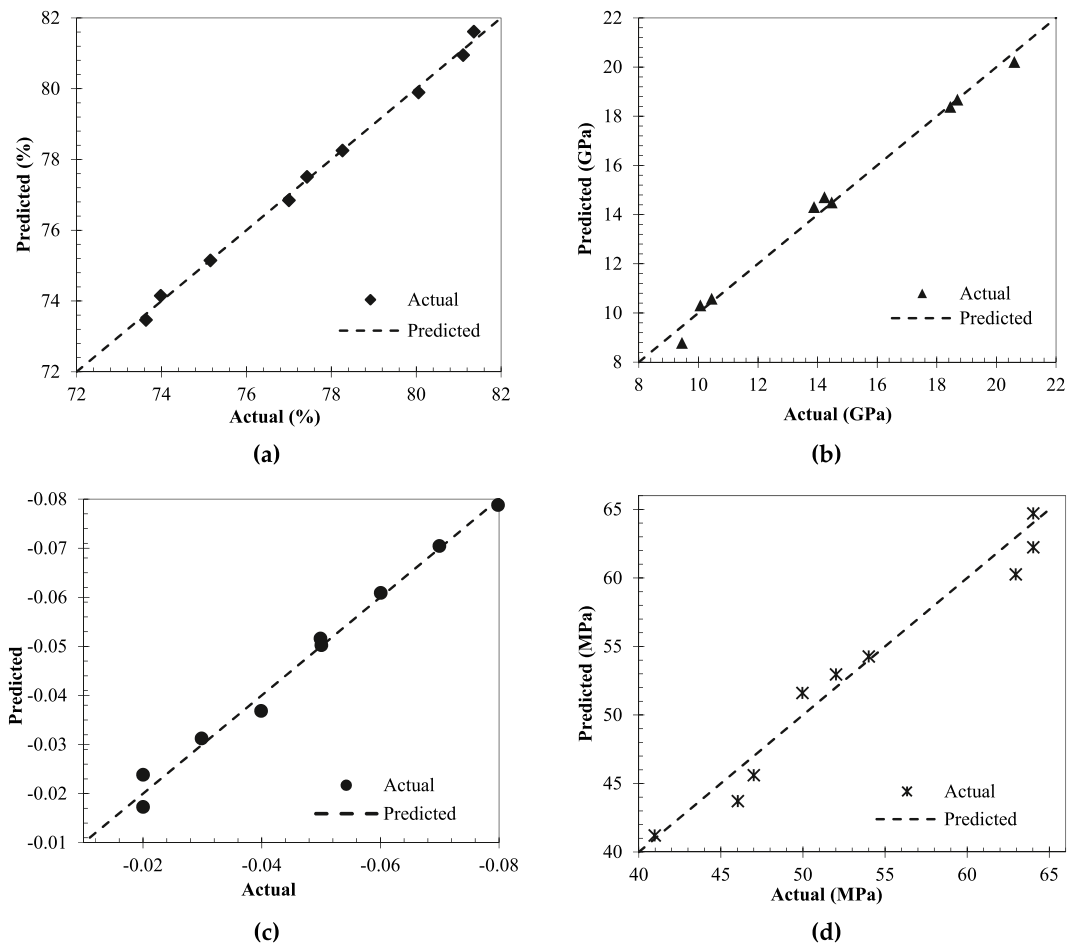 82
80
78
76
74
72
Predicted (%)
Actual
Predicted
72 74 76 78 80 82
Actual (%)
(a)
22
20
18
16
14
12
10
8
Predicted (GPa)
Actual
Predicted
8 10 12 14 16 18 20 22
Actual (GPa)
(b)
-0.08
-0.07
-0.06
-0.05
-0.04
-0.03
-0.02
-0.01
Predicted
Actual
Predicted
-0.02 -0.04 -0.06 -0.08
Actual
(c)
65
60
55
50
45
40
Predicted (MPa)
Actual
Predicted
40 45 50 55 60 65
Actual (MPa)
(d)